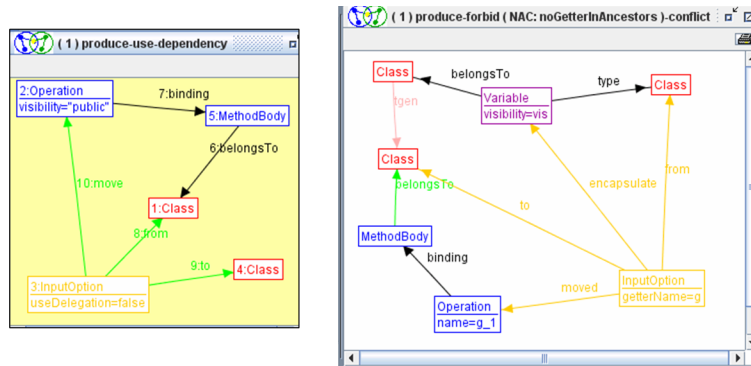 ( 1 ) produce-use-dependency
2:Operation
visibility="public"
7:binding
5:MethodBody
6:belongsTo
10:move
1:Class
8:from
9:to
4:Class
3:InputOption
useDelegation=false
( 1 ) produce-forbid ( NAC: noGetterInAncestors )-conflict
Class
belongsTo
type
Class
Variable
visibility=vis
tgen
Class
from
belongsTo
encapsulate
to
MethodBody
binding
InputOption
getterName=g
moved
Operation
name=g_1